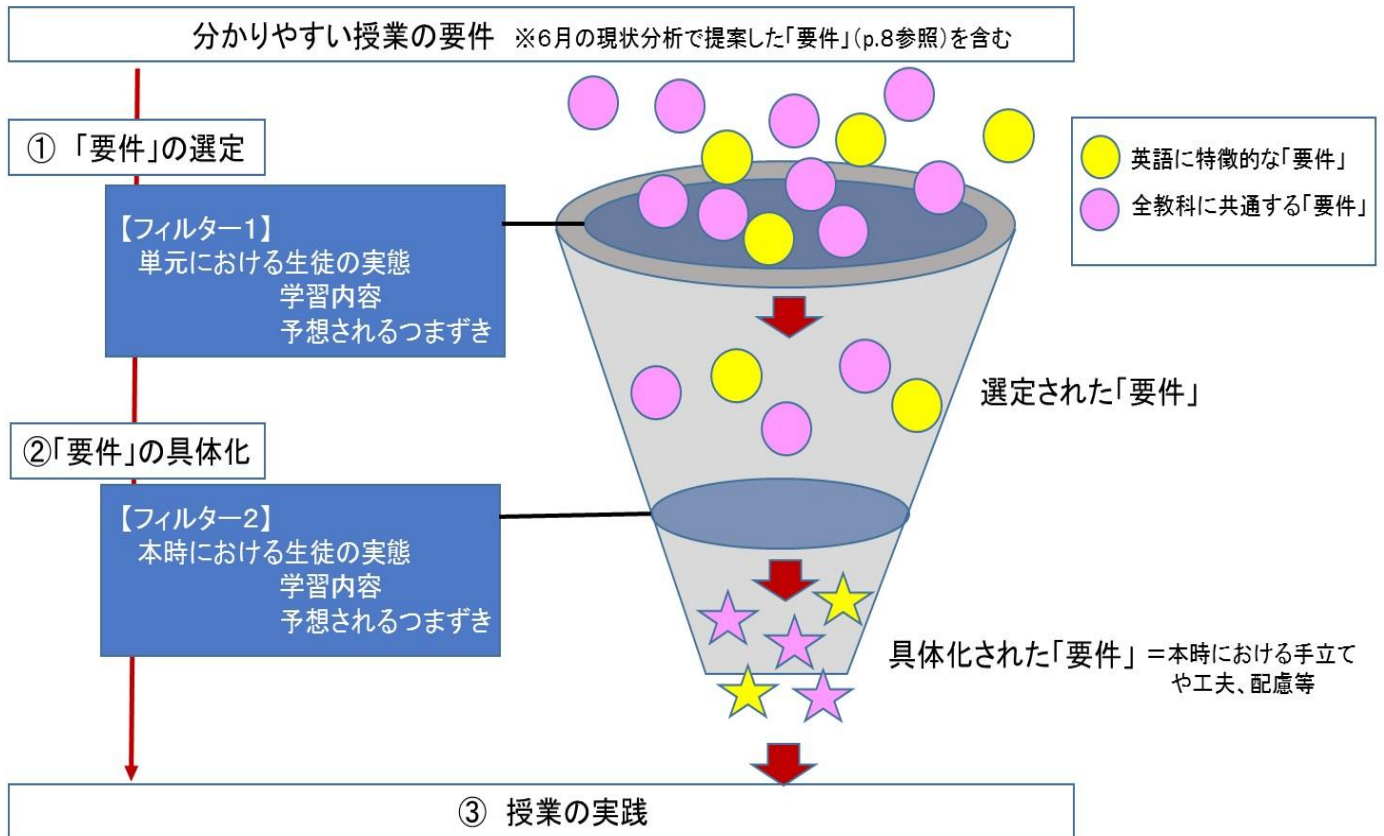 分かりやすい授業の要件 ※6月の現状分析で提案した「要件」(p.8参照)を含む
① 「要件」の選定
【フィルター1】
単元における生徒の実態
学習内容
予想されるつまずき
英語に特徴的な「要件」
全教科に共通する「要件」
選定された「要件」
②「要件」の具体化
【フィルター2】
本時における生徒の実態
学習内容
予想されるつまずき
具体化された「要件」 =本時における手立て
や工夫、配慮等
③ 授業の実践